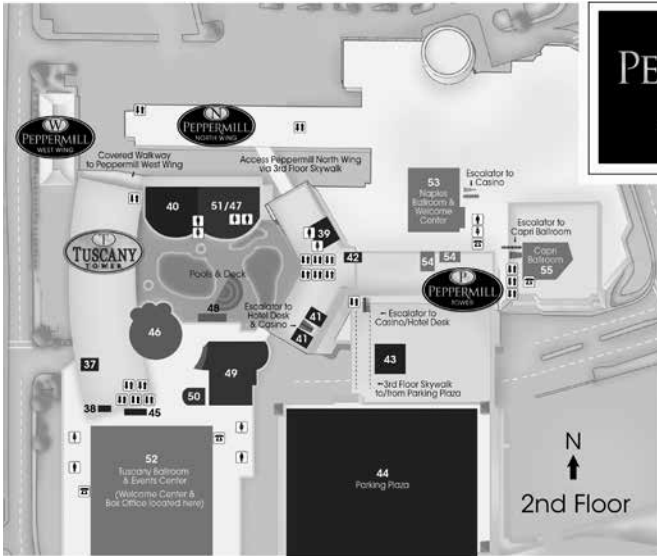 PE
N
PEPPERMILL
NORTH WING
W
PEPPERMILL
WEST WING
Covered Walkway
to Peppermill West Wing
Access Peppermill North Wing
via 3rd Floor Skywalk
53
Naples
Ballroom &
Welcome
Center
Escalator to
Casino
40
51/47
39
Escalator to
Capri Ballroom
T
TUSCANY
TOWER
Capri
Ballroom
55
42
54
54
Pools & Deck
P
PEPPERMILL
TOWER
Escalator to
Hotel Desk
& Casino
48
41
41
Escalator to
Casino/Hotel Desk
46
43
37
49
3rd Floor Skywalk
to/from Parking Plaza
50
38
45
N
52
Tuscany Ballroom
& Events Center
(Welcome Center &
Box Office located here)
44
Parking Plaza
2nd Floor